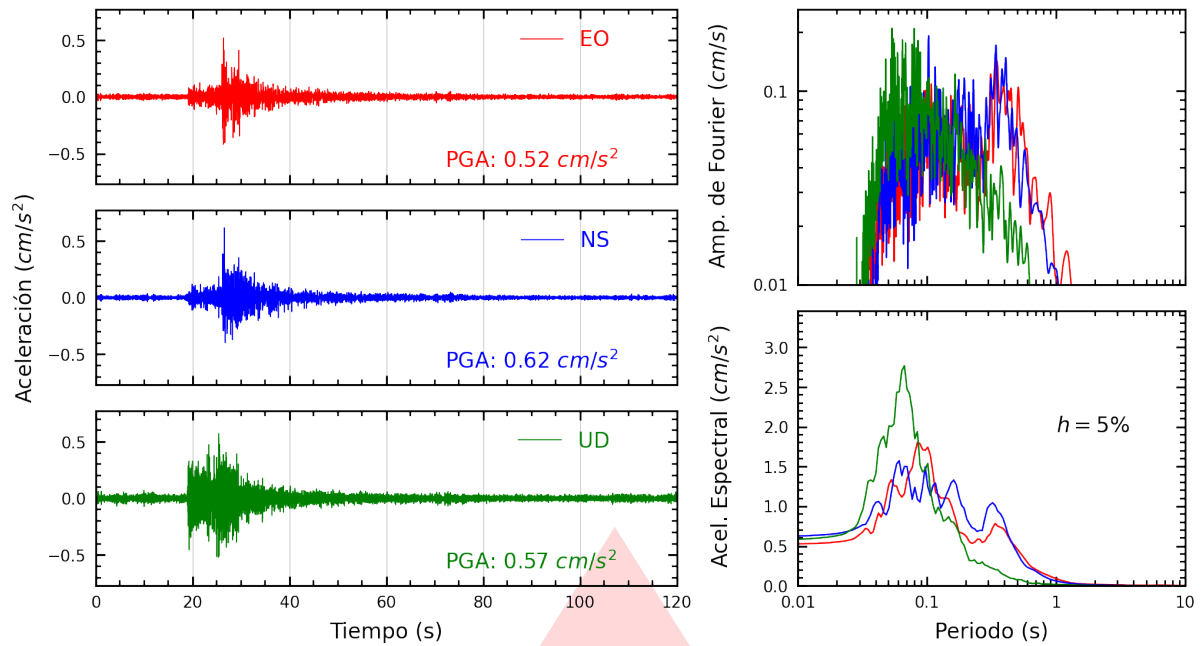 Aceleración (cm/s²)
0.5
0.0
−0.5
EO
PGA: 0.52 cm/s²
0.5
0.0
−0.5
NS
PGA: 0.62 cm/s²
0.5
0.0
−0.5
UD
PGA: 0.57 cm/s²
0 20 40 60 80 100 120
Tiempo (s)
Amp. de Fourier (cm/s)
0.1
0.01
Acel. Espectral (cm/s²)
3.0
2.5
2.0
1.5
1.0
0.5
0.0
h = 5%
0.01 0.1 1 10
Periodo (s)